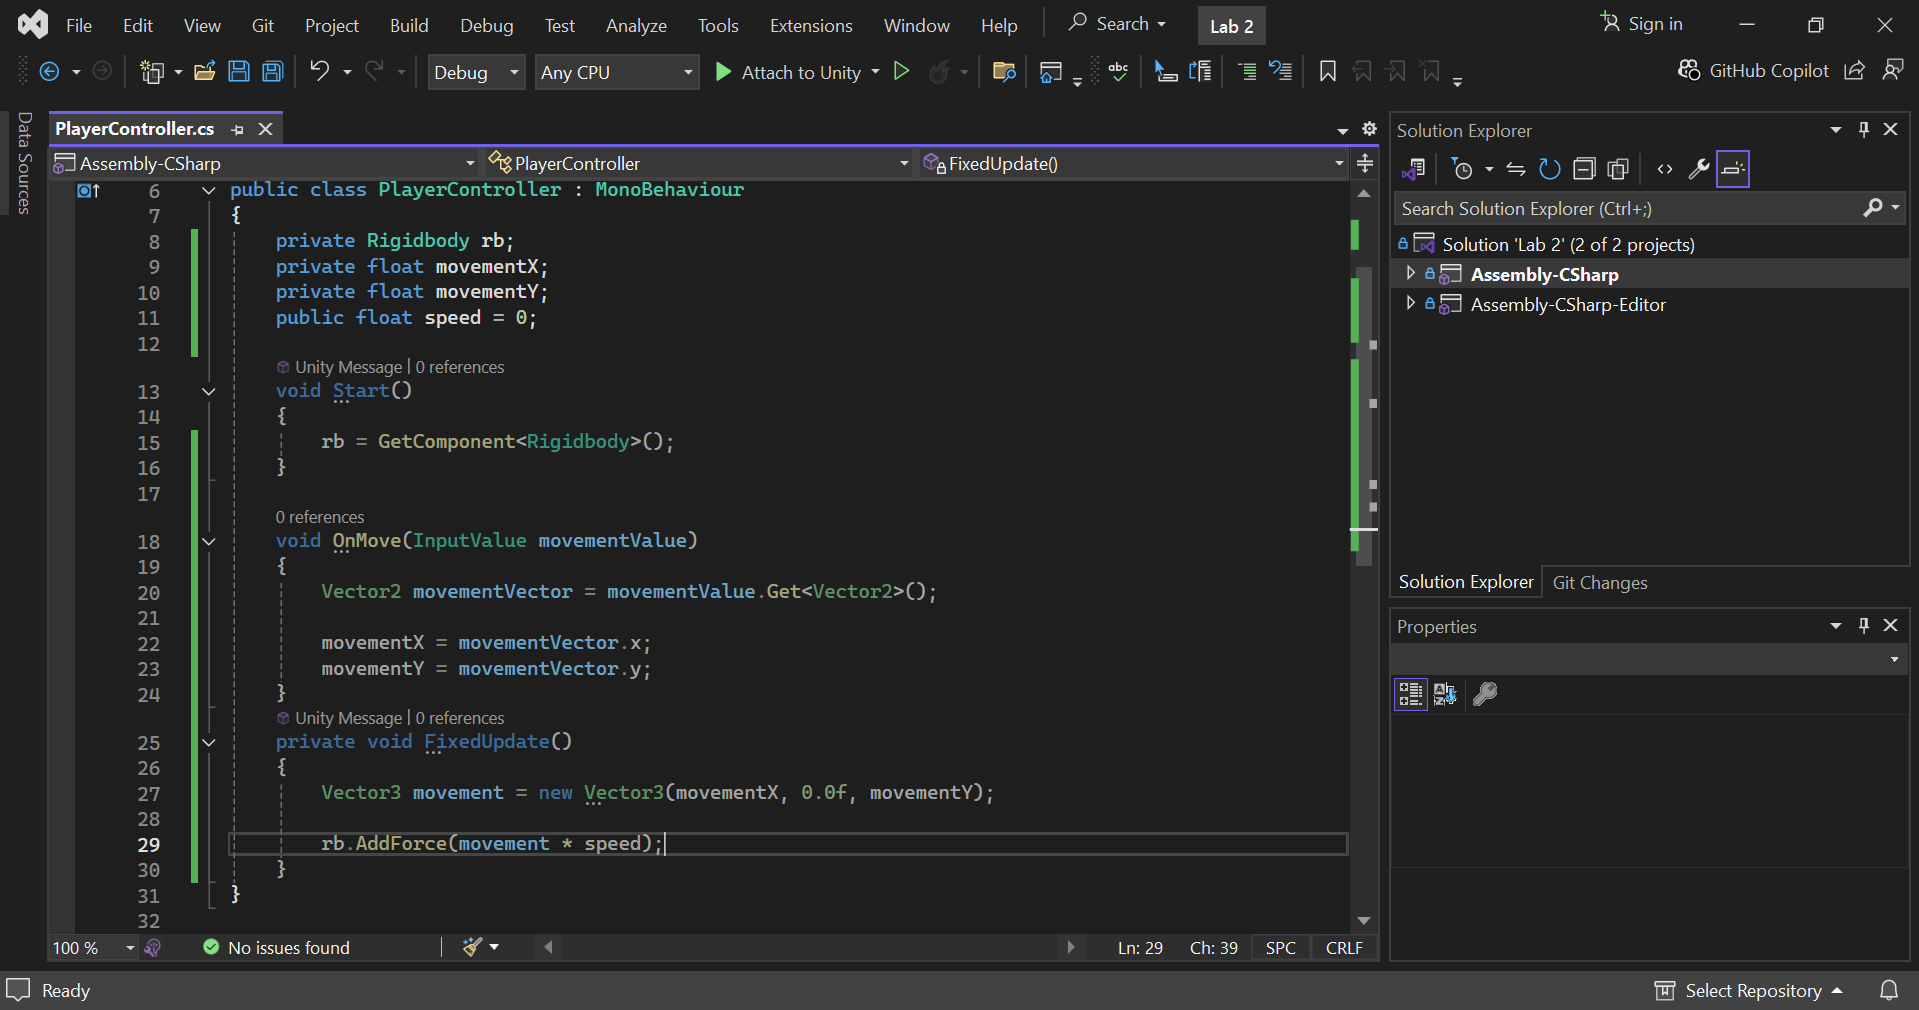 File Edit View Git Project Build Debug Test Analyze Tools Extensions Window Help Search Lab 2 Sign in
Debug Any CPU Attach to Unity abc GitHub Copilot
Data Sources
PlayerController.cs
Assembly-CSharp PlayerController FixedUpdate()
6 public class PlayerController : MonoBehaviour
7 {
8 private Rigidbody rb;
9 private float movementX;
10 private float movementY;
11 public float speed = 0;
12
Unity Message | 0 references
13 void Start()
14 {
15 rb = GetComponent<Rigidbody>();
16 }
17
0 references
18 void OnMove(InputValue movementValue)
19 {
20 Vector2 movementVector = movementValue.Get<Vector2>();
21
22 movementX = movementVector.x;
23 movementY = movementVector.y;
24 }
Unity Message | 0 references
25 private void FixedUpdate()
26 {
27 Vector3 movement = new Vector3(movementX, 0.0f, movementY);
28
29 rb.AddForce(movement * speed);
30 }
31 }
32
100 % No issues found Ln: 29 Ch: 39 SPC CRLF
Solution Explorer
Search Solution Explorer (Ctrl+;)
Solution 'Lab 2' (2 of 2 projects)
Assembly-CSharp
Assembly-CSharp-Editor
Solution Explorer Git Changes
Properties
Ready Select Repository